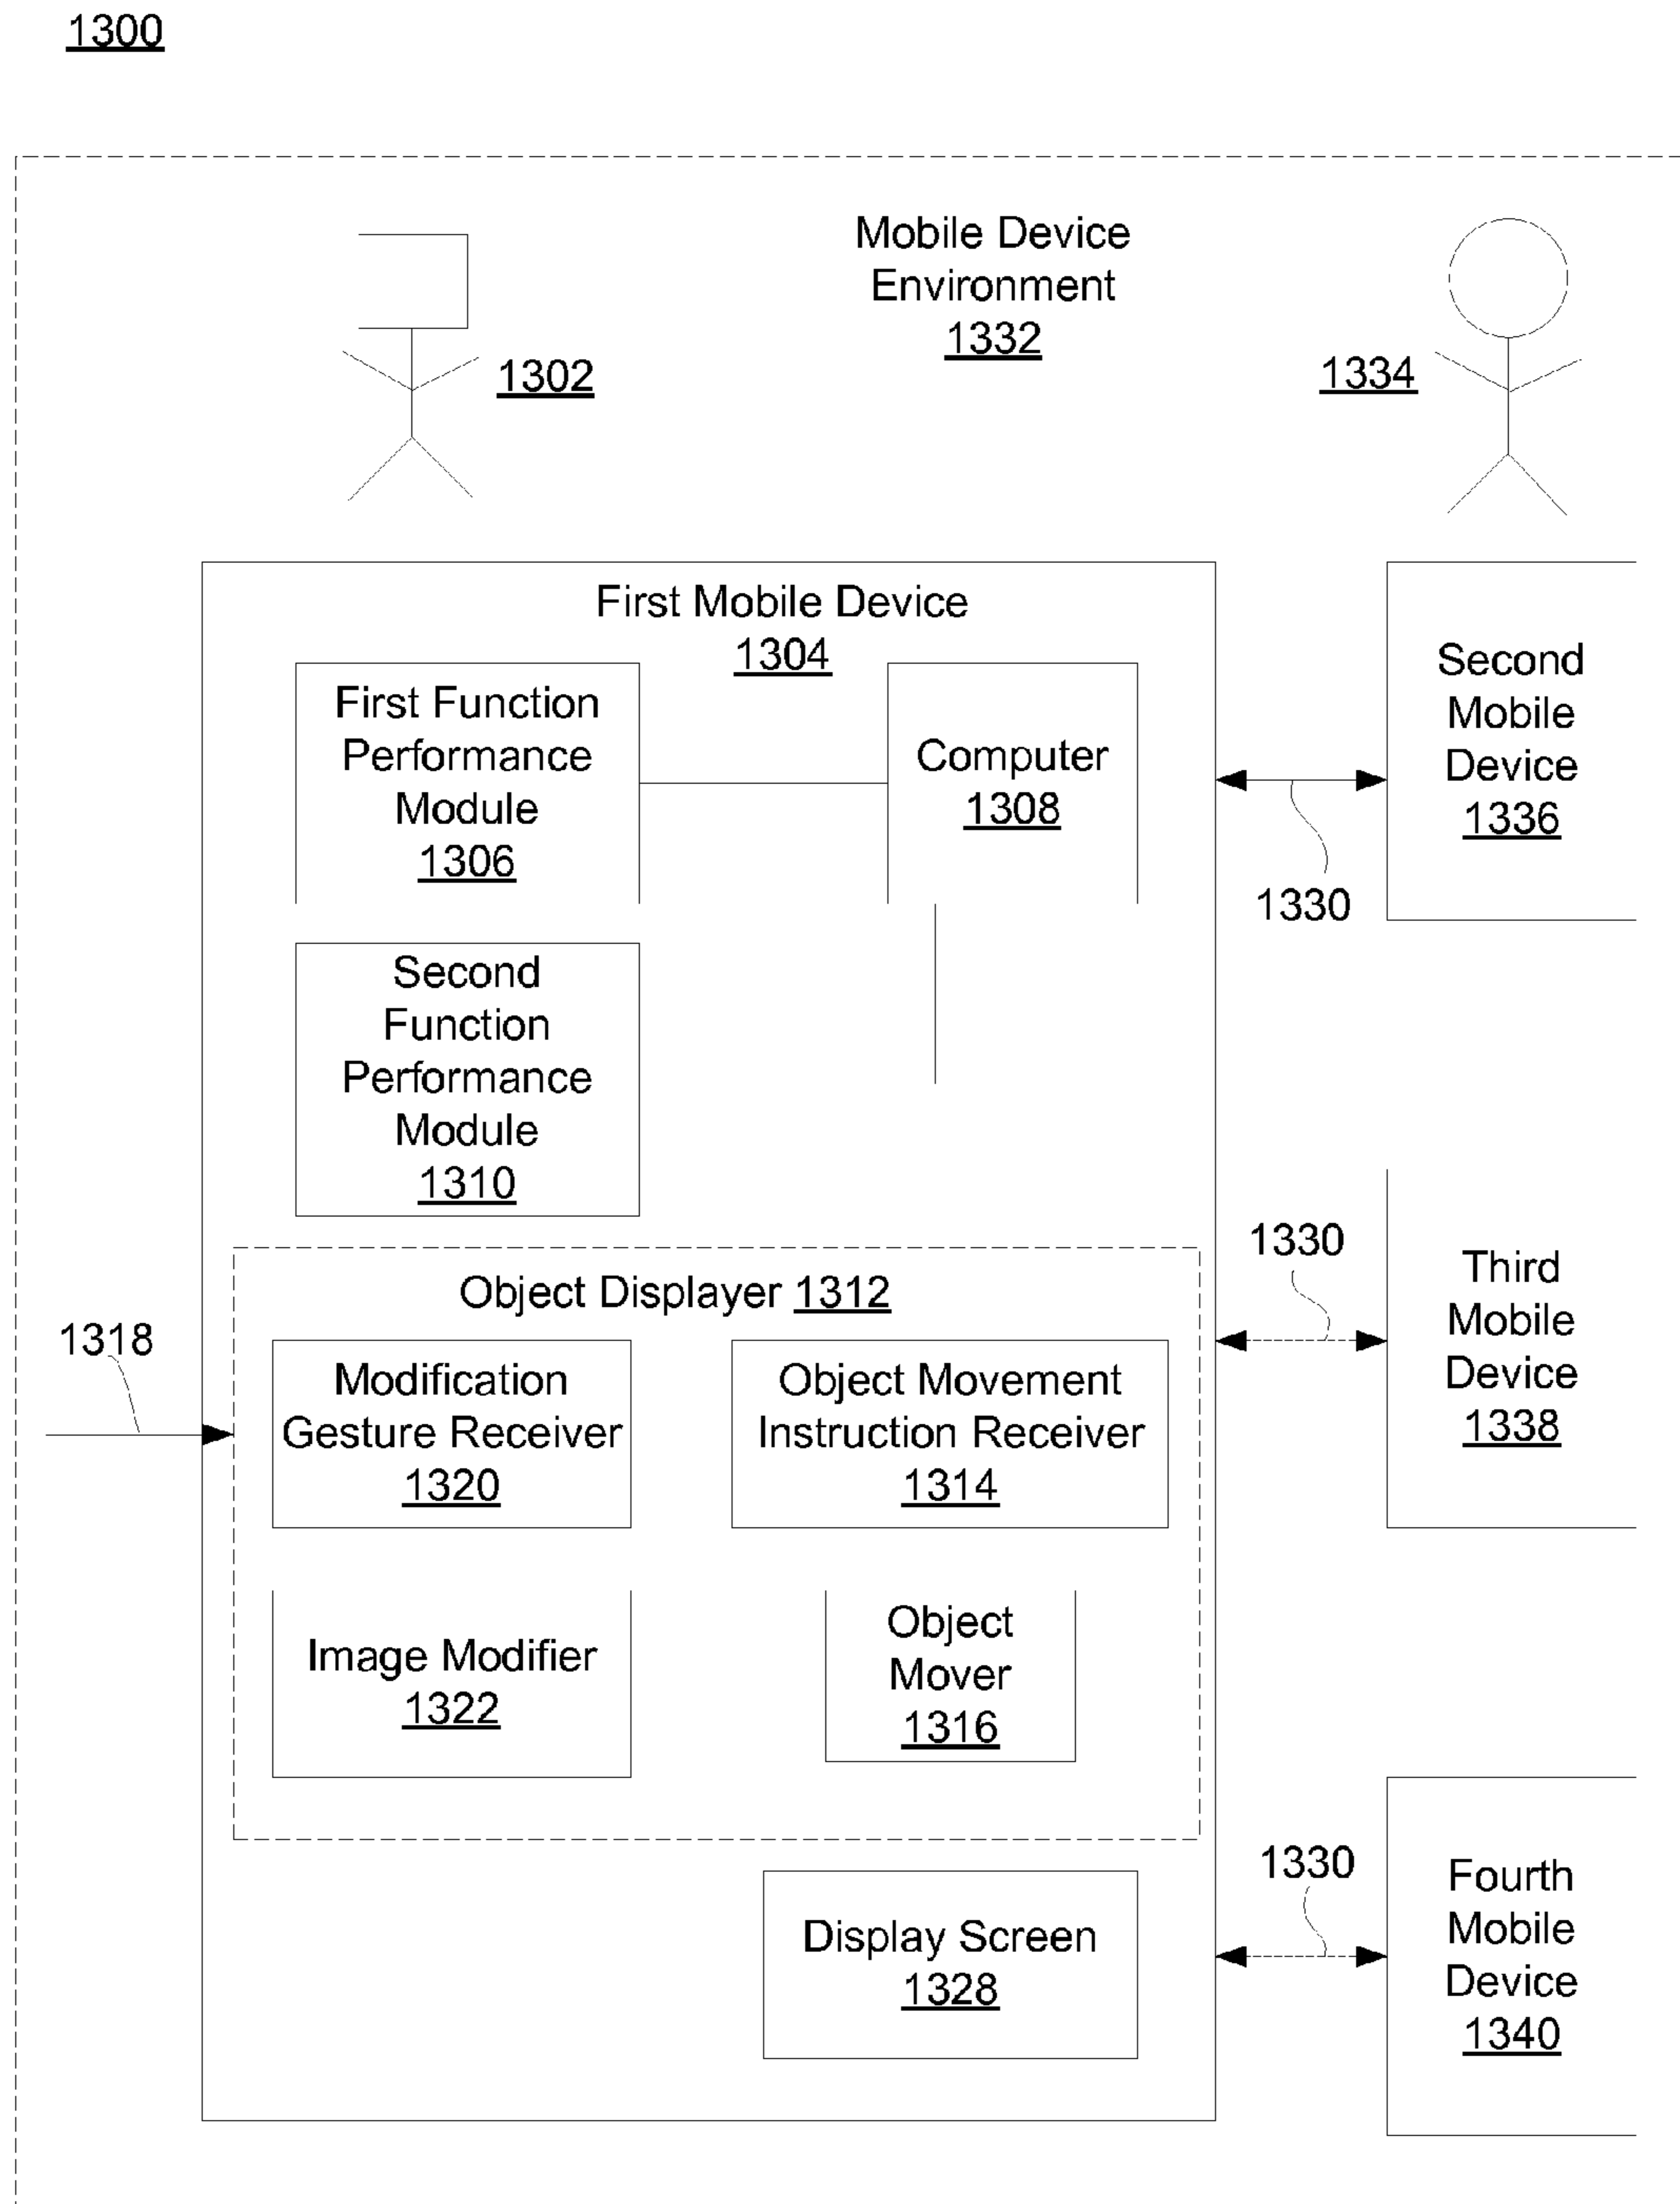 1300
Mobile Device
Environment
1332
1302
1334
First Mobile Device
1304
First Function
Performance
Module
1306
Computer
1308
Second
Mobile
Device
1336
1330
Second
Function
Performance
Module
1310
1330
Third
Mobile
Device
1338
Object Displayer 1312
1318
Modification
Gesture Receiver
1320
Object Movement
Instruction Receiver
1314
Image Modifier
1322
Object
Mover
1316
1330
Fourth
Mobile
Device
1340
Display Screen
1328